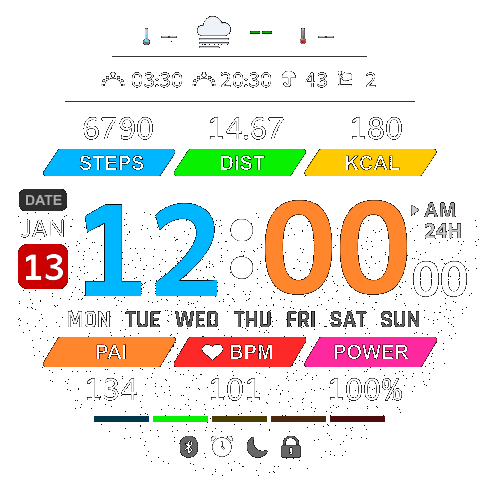 -- -- --
03:30 20:30 43 2
6790 14.67 180
STEPS DIST KCAL
DATE
JAN
13
12:00
AM
24H
00
MON TUE WED THU FRI SAT SUN
PAI BPM POWER
134 101 100%